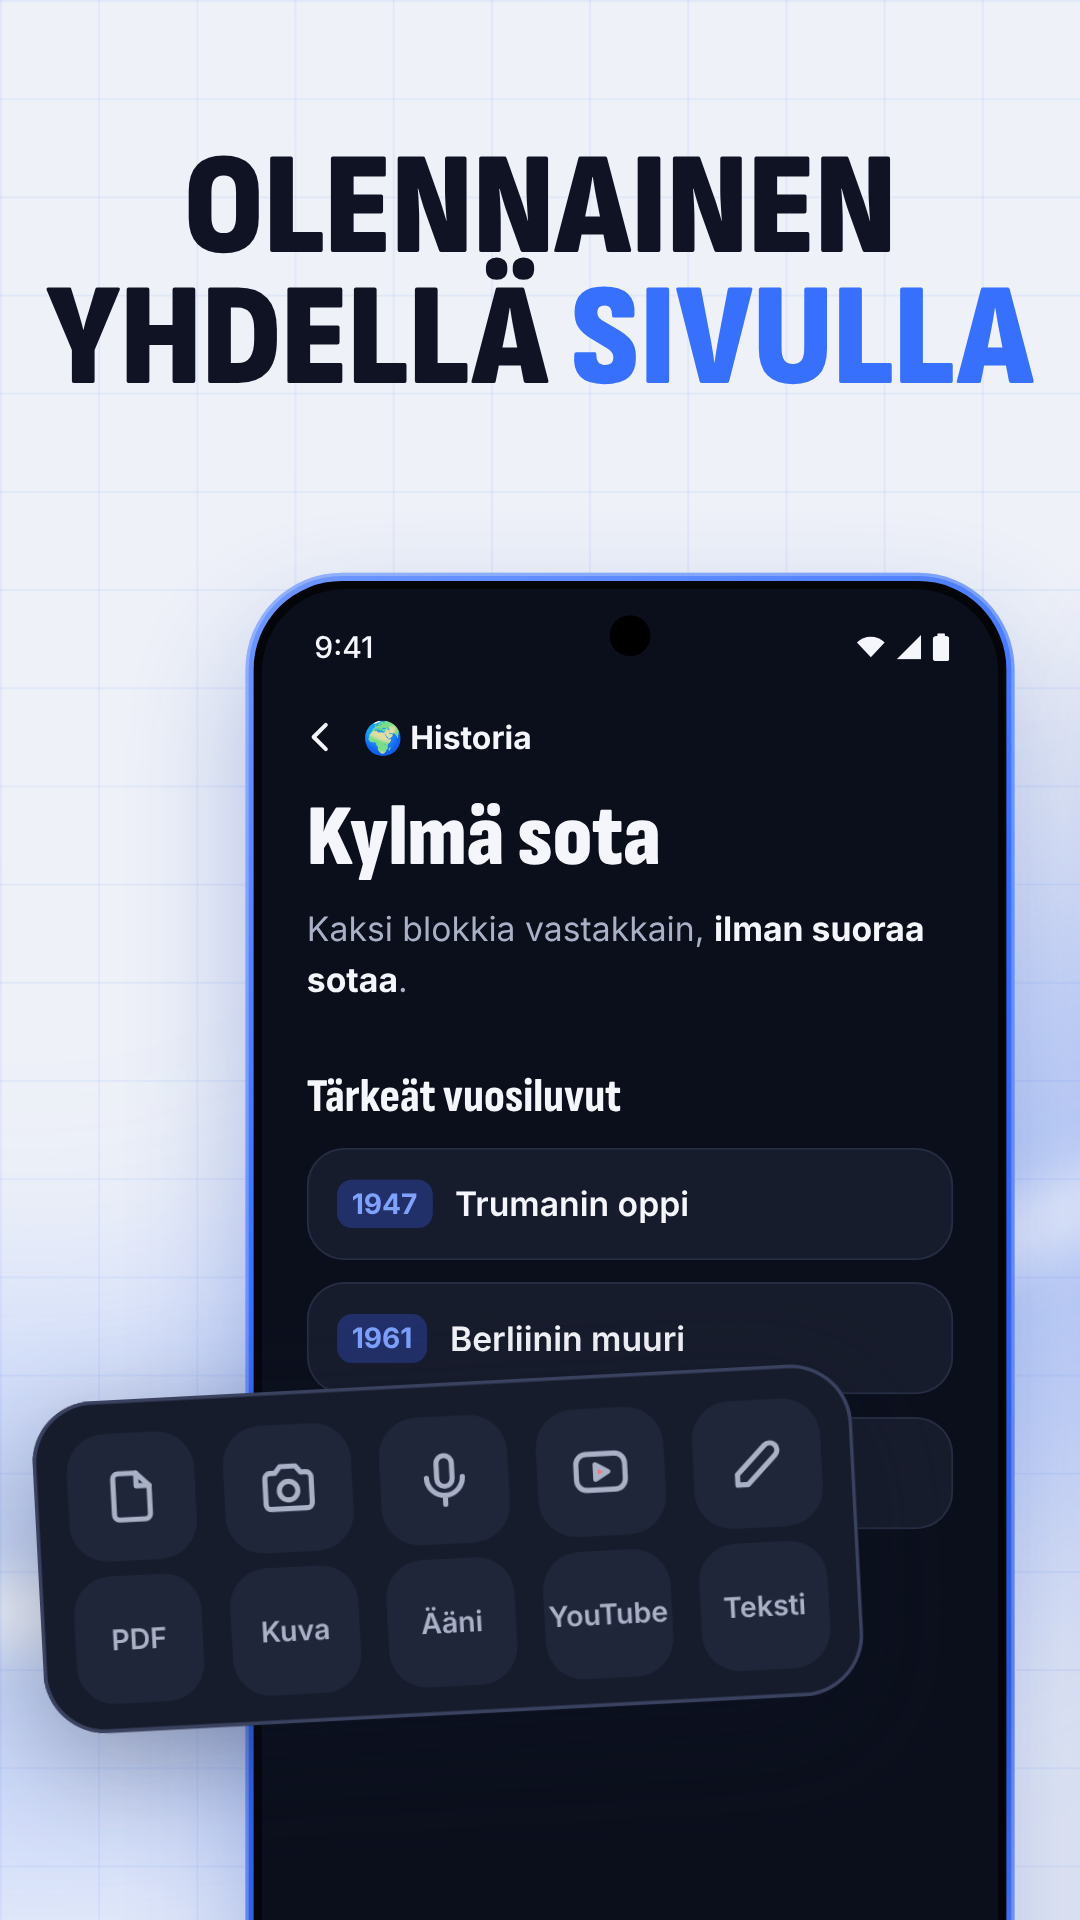 OLENNAINEN
YHDELLÄ SIVULLA
9:41
Historia
Kylmä sota
Kaksi blokkia vastakkain, ilman suoraa
sotaa.
Tärkeät vuosiluvut
1947 Trumanin oppi
1961 Berliinin muuri
PDF Kuva Ääni YouTube Teksti